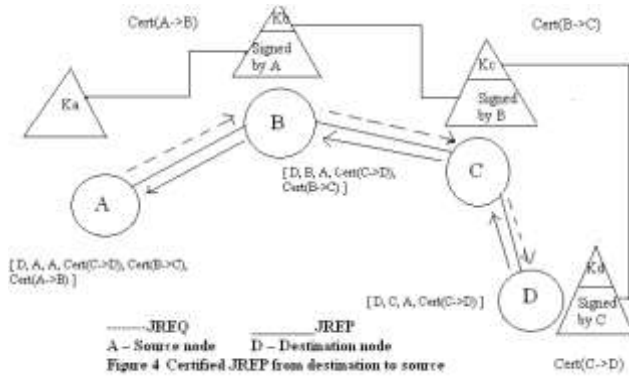 Cert(A->B)
Kb
Signed
by A
Cert(B->C)
Ka
Kc
Signed
by B
B
[ D, B, A, Cert(C->D),
Cert(B->C) ]
C
A
[ D, A, A, Cert(C->D), Cert(B->C),
Cert(A->B) ]
Kd
Signed
by C
D
[ D, C, A, Cert(C->D) ]
-------JREQ ________JREP
A – Source node D – Destination node
Figure 4 Certified JREP from destination to source
Cert(C->D)